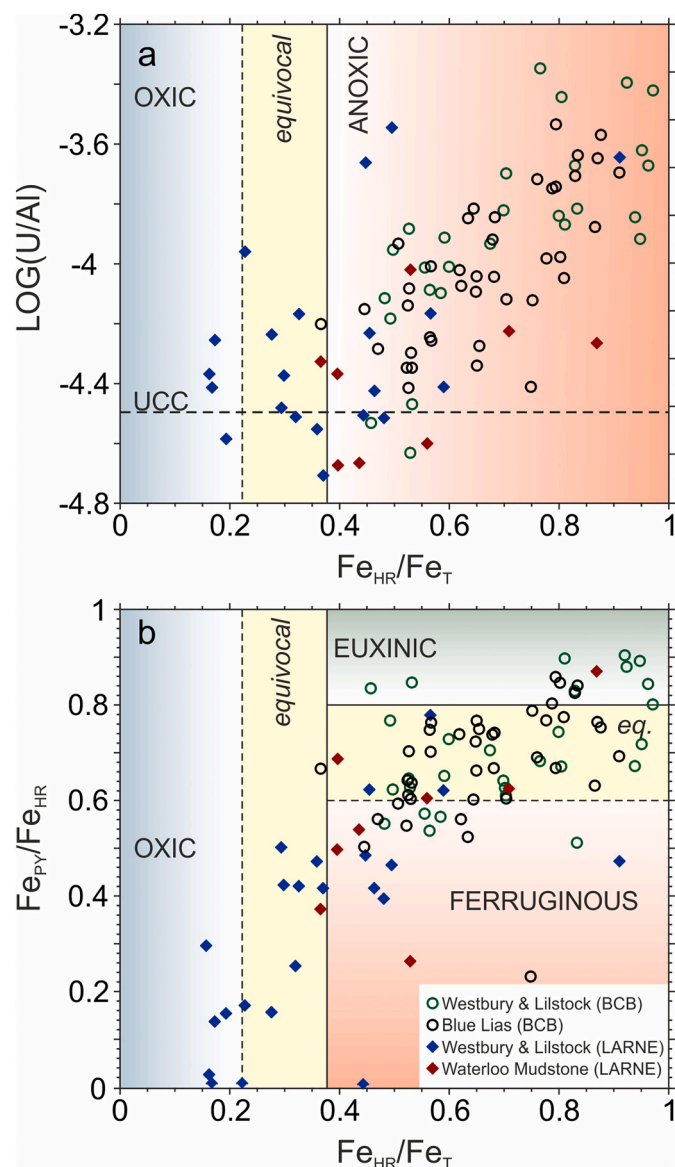 a
OXIC
equivocal
ANOXIC
UCC
-3.2
-3.6
-4
-4.4
-4.8
LOG(U/Al)
0 0.2 0.4 0.6 0.8 1
FeHR/FeT
b
OXIC
equivocal
EUXINIC
eq.
FERRUGINOUS
1
0.8
0.6
0.4
0.2
0
FePY/FeHR
Westbury & Lilstock (BCB)
Blue Lias (BCB)
Westbury & Lilstock (LARNE)
Waterloo Mudstone (LARNE)
0 0.2 0.4 0.6 0.8 1
FeHR/FeT